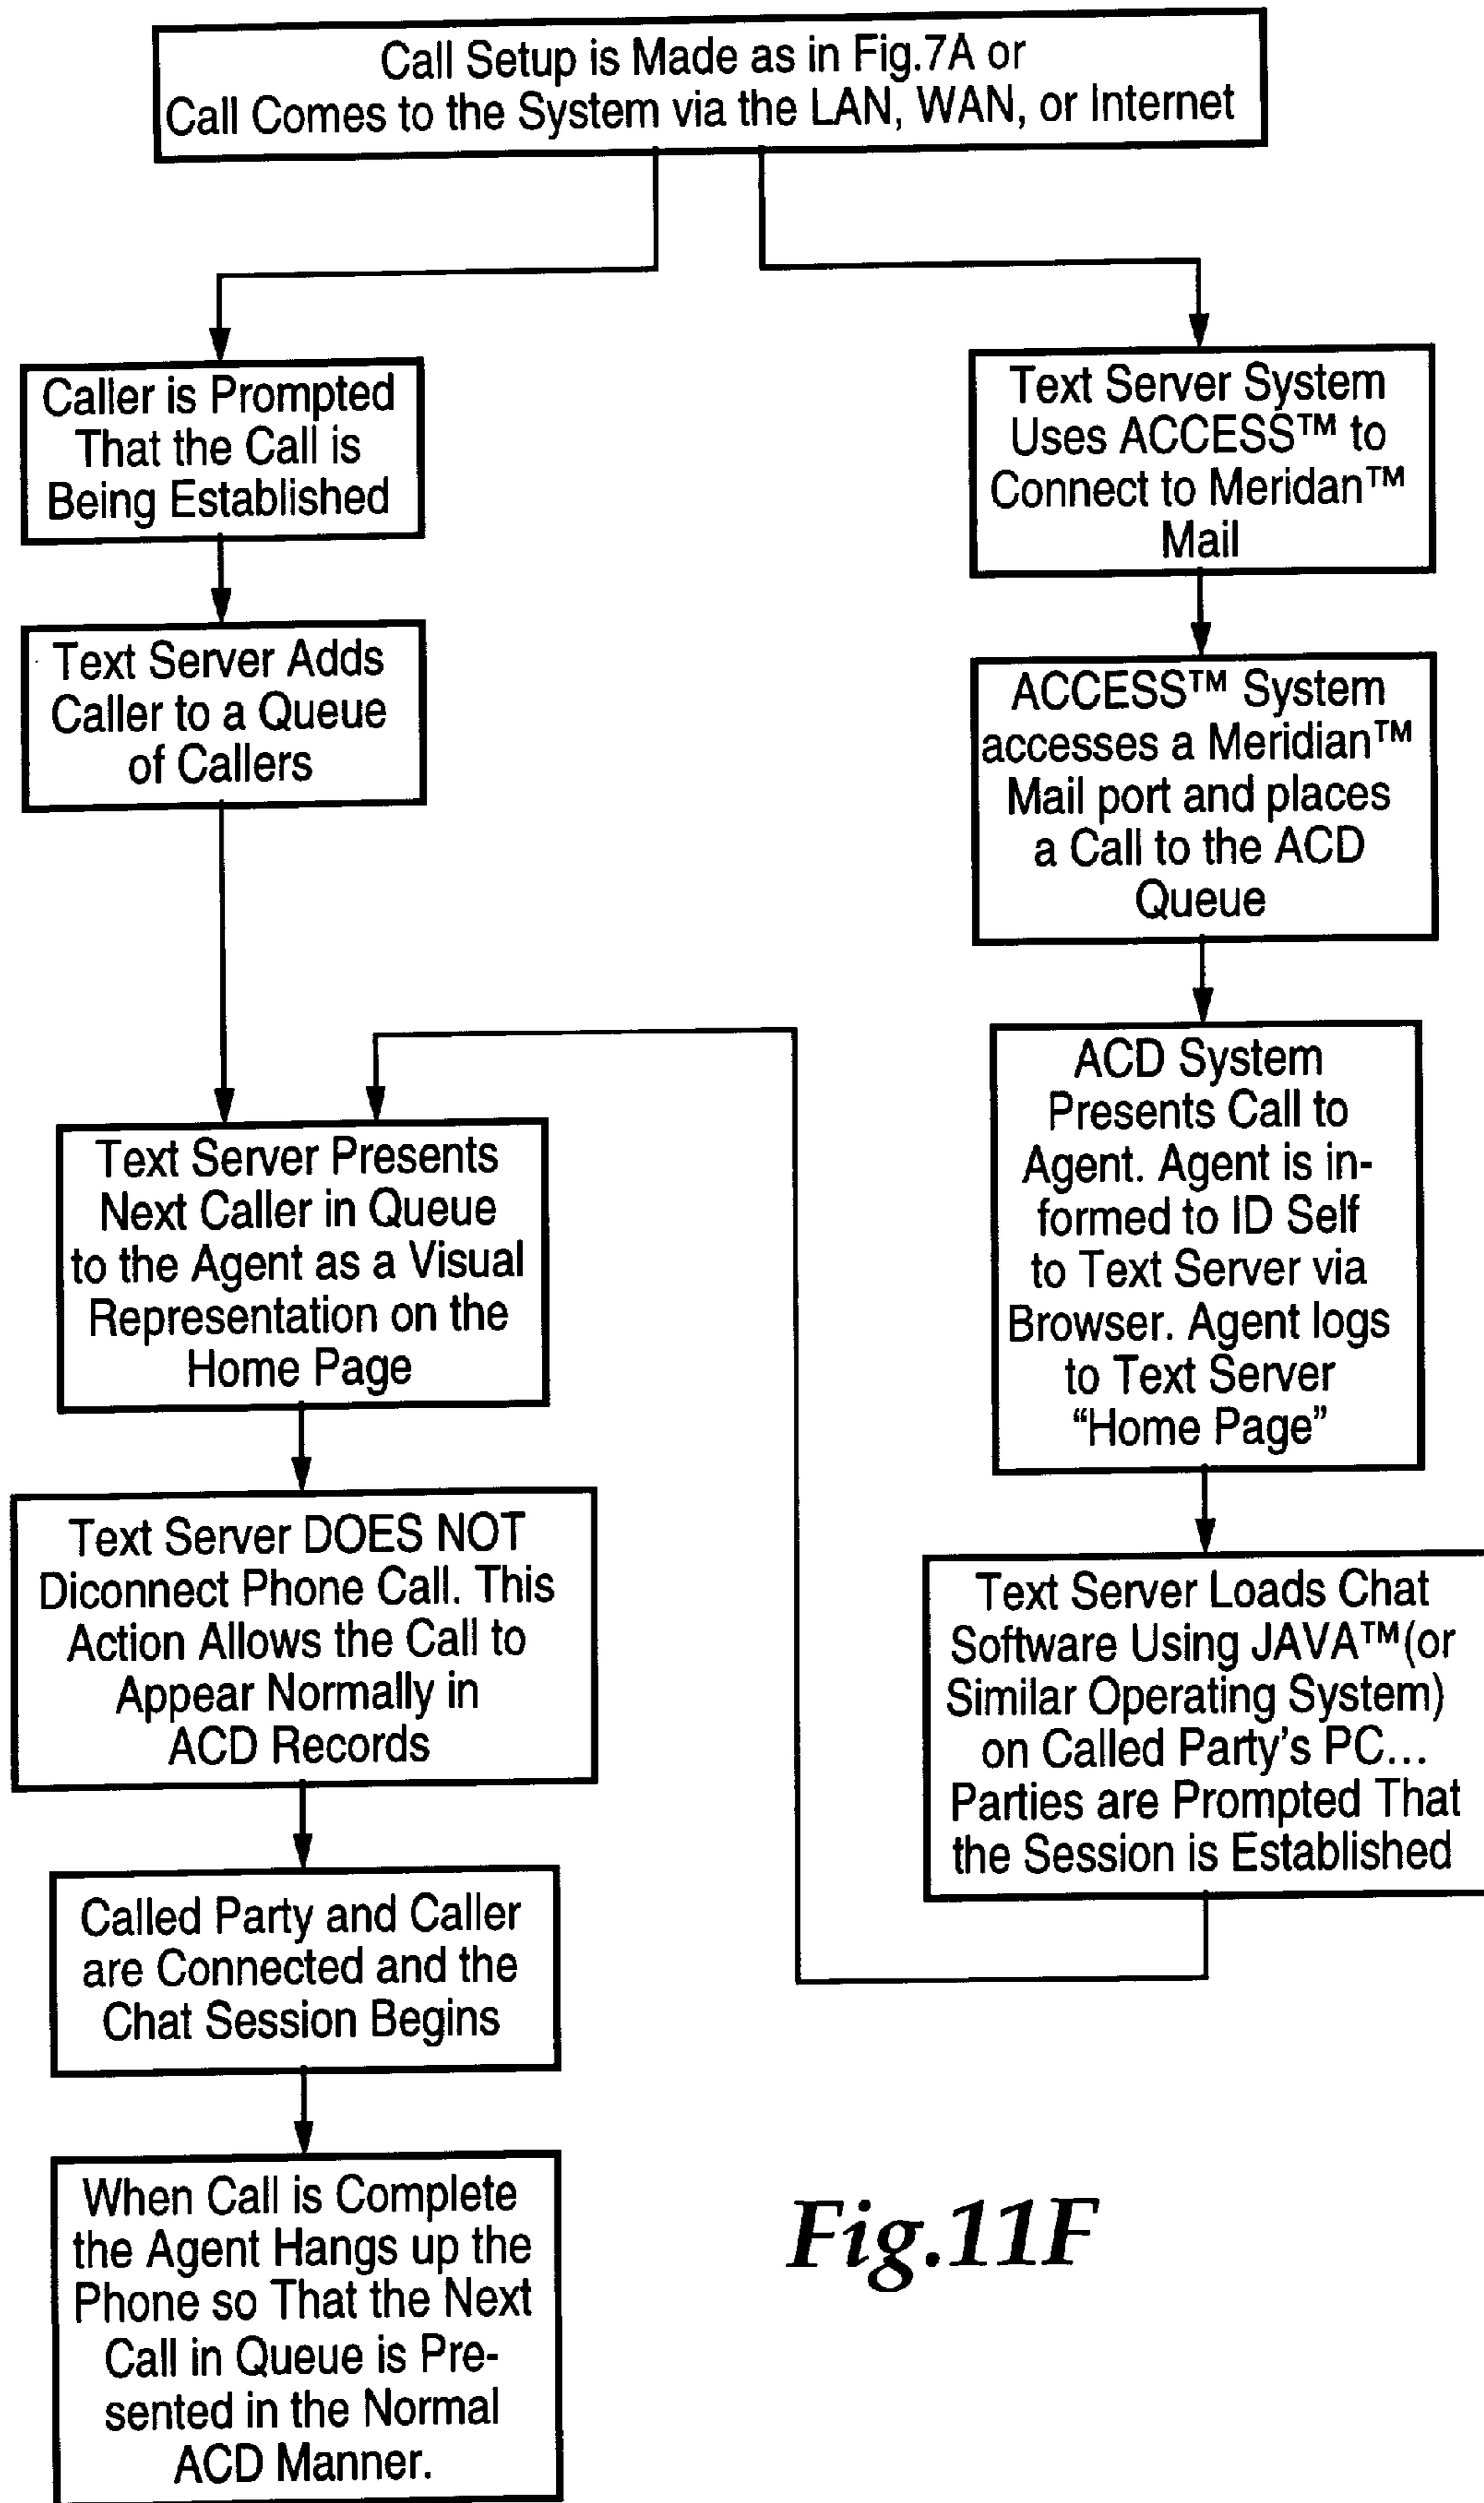 Call Setup is Made as in Fig.7A or
Call Comes to the System via the LAN, WAN, or Internet
Caller is Prompted
That the Call is
Being Established
Text Server Adds
Caller to a Queue
of Callers
Text Server System
Uses ACCESS™ to
Connect to Meridan™
Mail
ACCESS™ System
accesses a Meridian™
Mail port and places
a Call to the ACD
Queue
ACD System
Presents Call to
Agent. Agent is in-
formed to ID Self
to Text Server via
Browser. Agent logs
to Text Server
“Home Page”
Text Server Loads Chat
Software Using JAVA™(or
Similar Operating System)
on Called Party’s PC...
Parties are Prompted That
the Session is Established
Text Server Presents
Next Caller in Queue
to the Agent as a Visual
Representation on the
Home Page
Text Server DOES NOT
Diconnect Phone Call. This
Action Allows the Call to
Appear Normally in
ACD Records
Called Party and Caller
are Connected and the
Chat Session Begins
When Call is Complete
the Agent Hangs up the
Phone so That the Next
Call in Queue is Pre-
sented in the Normal
ACD Manner.
Fig.11F